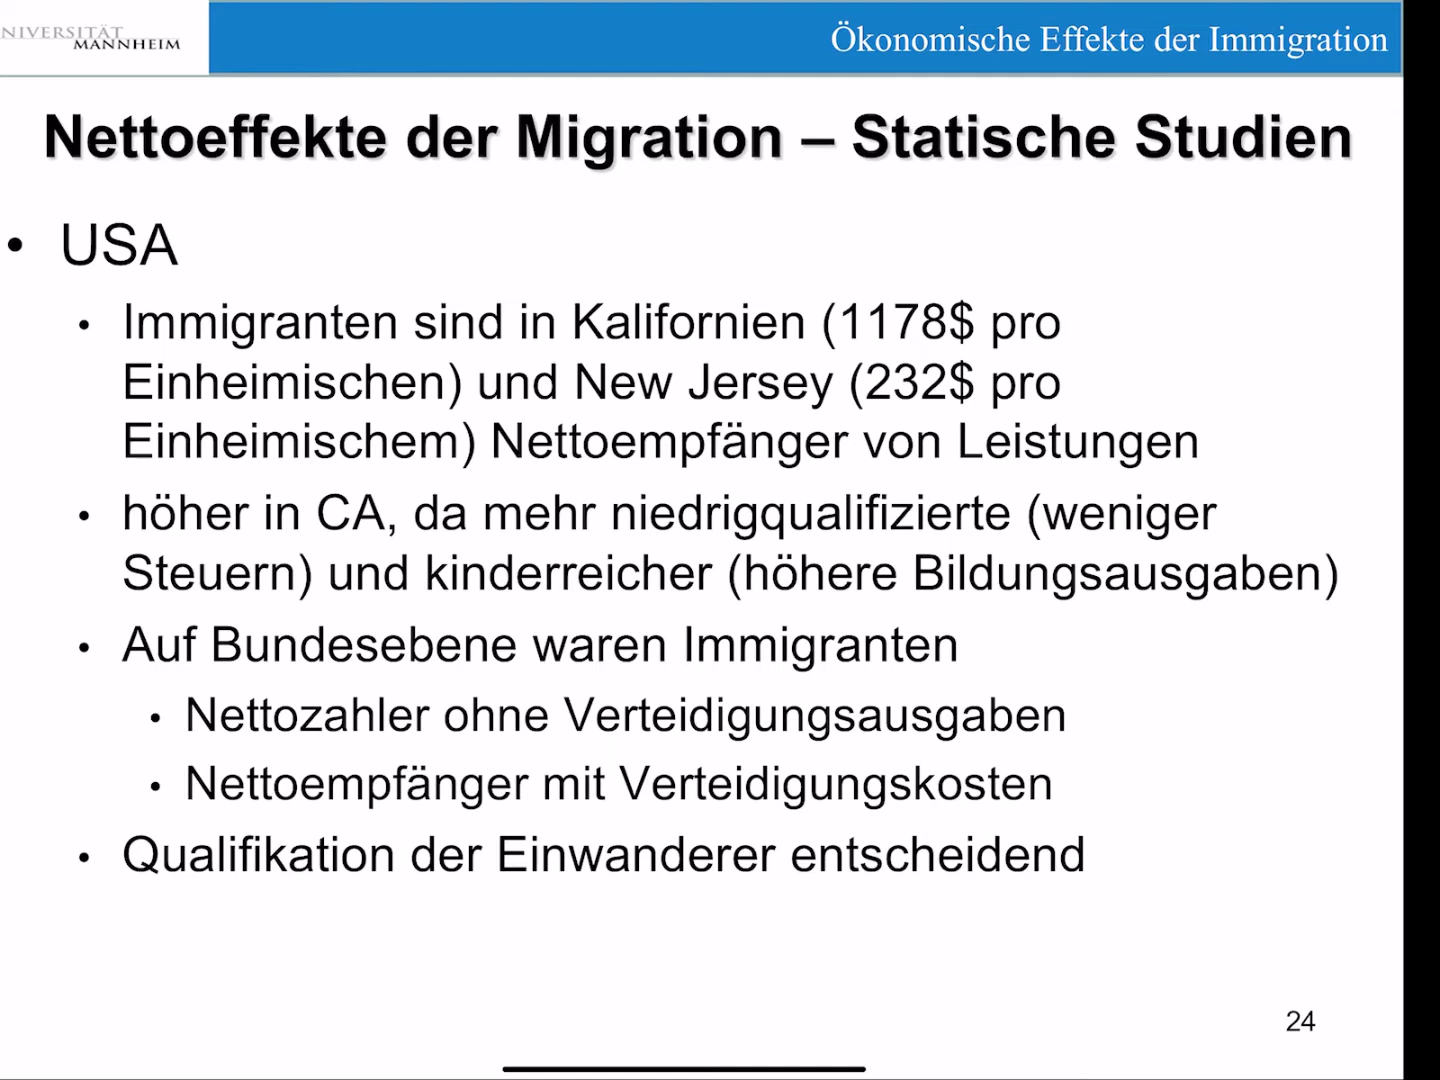 NIVERSITÄT
MANNHEIM
Ökonomische Effekte der Immigration
Nettoeffekte der Migration – Statische Studien
• USA
• Immigranten sind in Kalifornien (1178$ pro
Einheimischen) und New Jersey (232$ pro
Einheimischem) Nettoempfänger von Leistungen
• höher in CA, da mehr niedrigqualifizierte (weniger
Steuern) und kinderreicher (höhere Bildungsausgaben)
• Auf Bundesebene waren Immigranten
• Nettozahler ohne Verteidigungsausgaben
• Nettoempfänger mit Verteidigungskosten
• Qualifikation der Einwanderer entscheidend
24